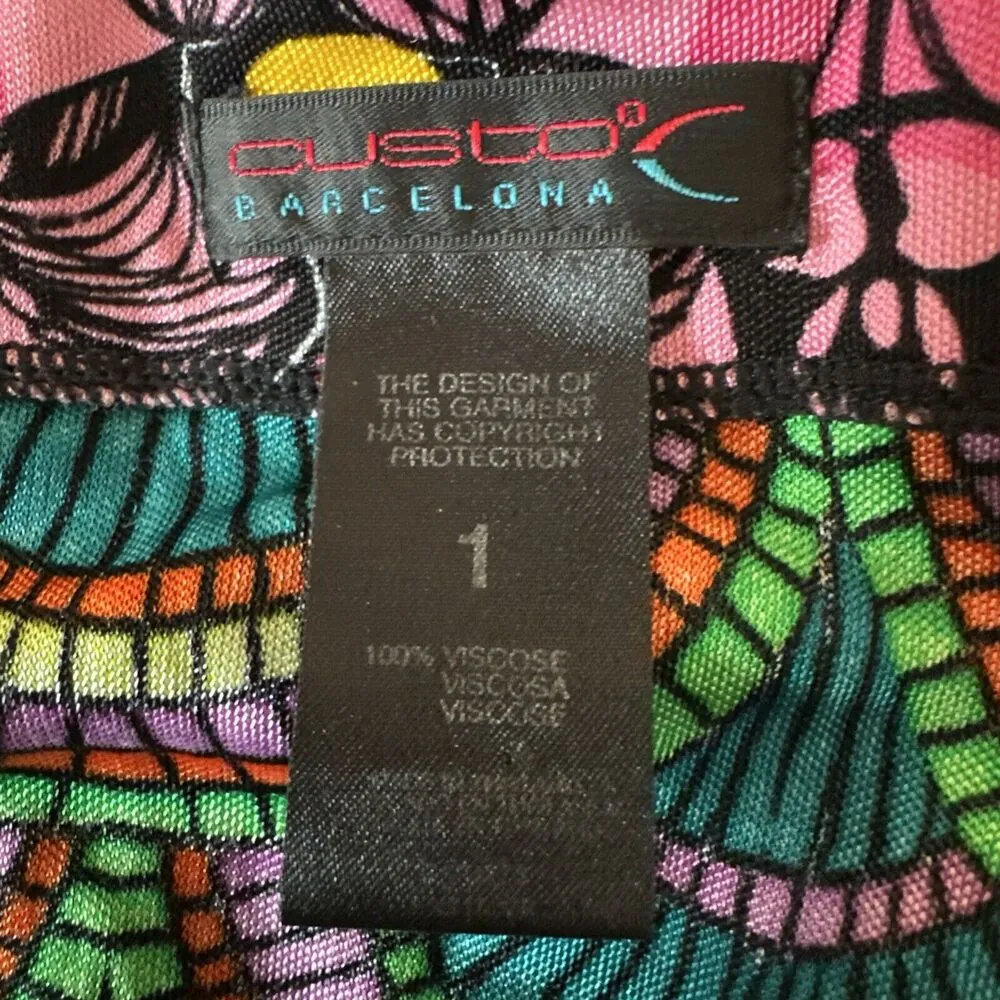 custo
BARCELONA
THE DESIGN OF
THIS GARMENT
HAS COPYRIGHT
PROTECTION
1
100% VISCOSE
VISCOSA
VISCOSE